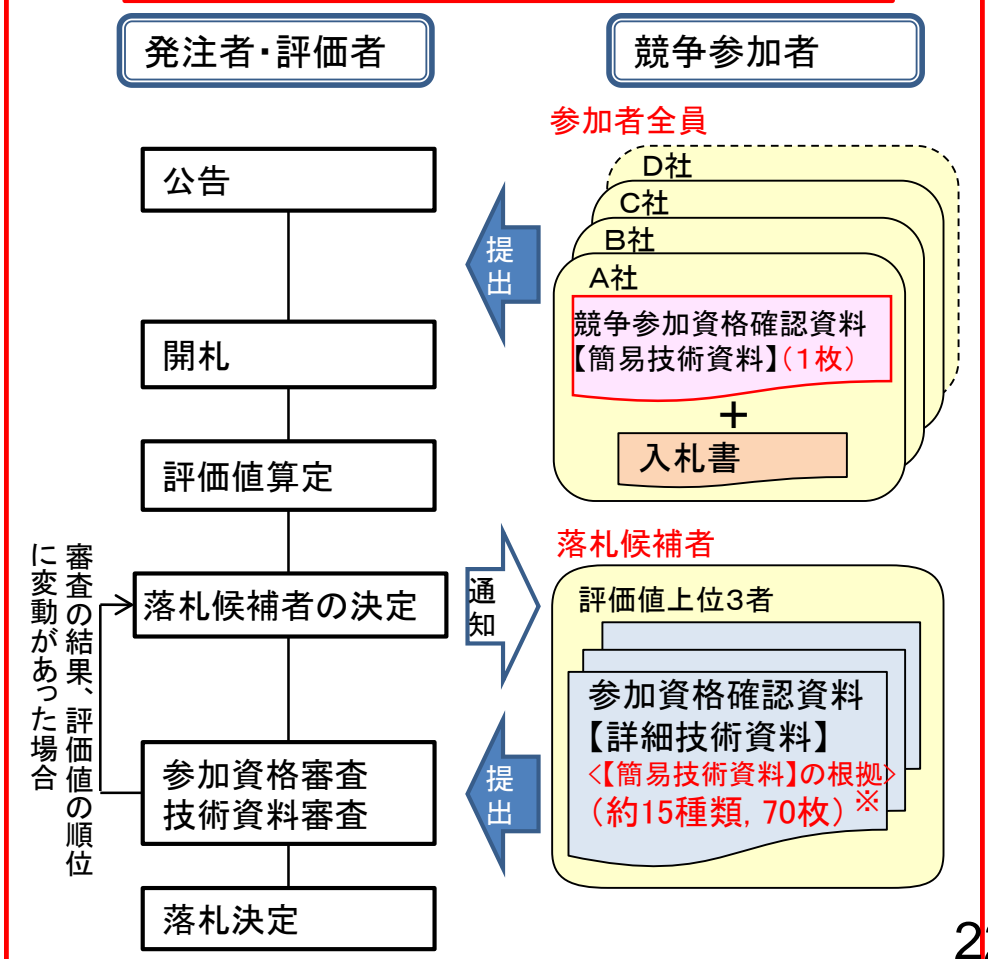 発注者・評価者
競争参加者
参加者全員
公告
開札
評価値算定
落札候補者の決定
参加資格審査
技術資料審査
落札決定
審査の結果、評価値の順位
に変動があった場合
提出
D社
C社
B社
A社
競争参加資格確認資料
【簡易技術資料】(1枚)
+
入札書
通知
落札候補者
評価値上位3者
参加資格確認資料
【詳細技術資料】
<【簡易技術資料】の根拠>
(約15種類, 70枚)※
提出